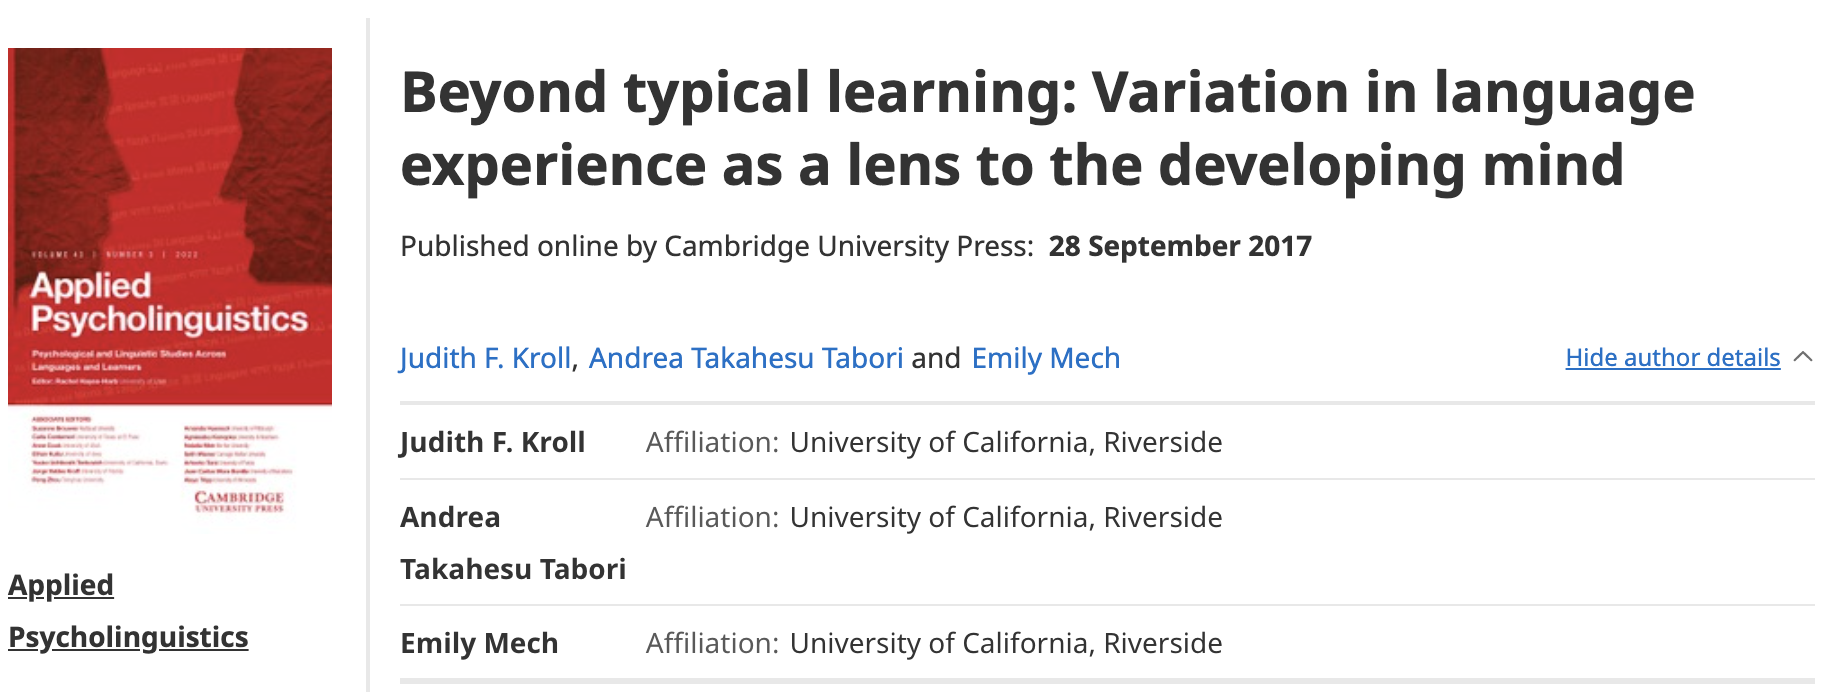 VOLUME 43 | NUMBER 3 | 2022
Applied
Psycholinguistics
Psychological and Linguistic Studies Across
Languages and Learners
CAMBRIDGE
UNIVERSITY PRESS
Applied
Psycholinguistics
Beyond typical learning: Variation in language
experience as a lens to the developing mind
Published online by Cambridge University Press: 28 September 2017
Judith F. Kroll, Andrea Takahesu Tabori and Emily Mech
Hide author details
Judith F. Kroll Affiliation: University of California, Riverside
Andrea Affiliation: University of California, Riverside
Takahesu Tabori
Emily Mech Affiliation: University of California, Riverside